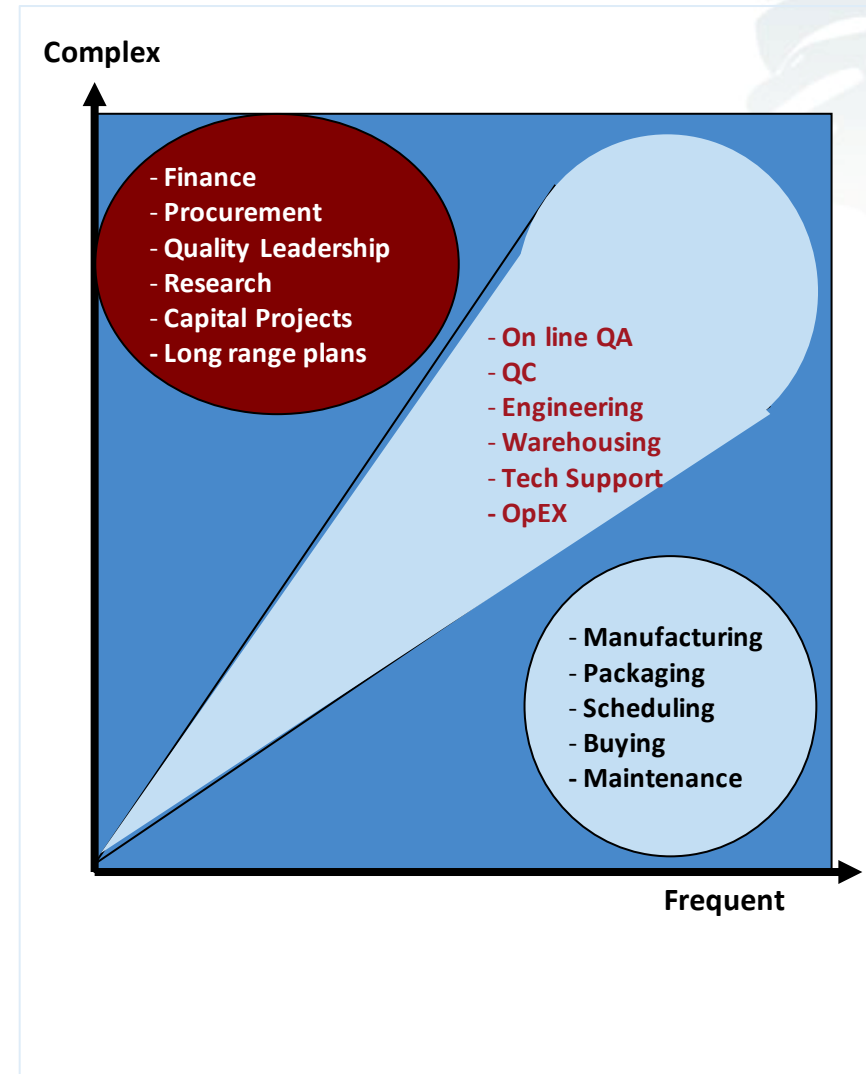 Complex
- Finance
- Procurement
- Quality Leadership
- Research
- Capital Projects
- Long range plans
- On line QA
- QC
- Engineering
- Warehousing
- Tech Support
- OpEX
- Manufacturing
- Packaging
- Scheduling
- Buying
- Maintenance
Frequent